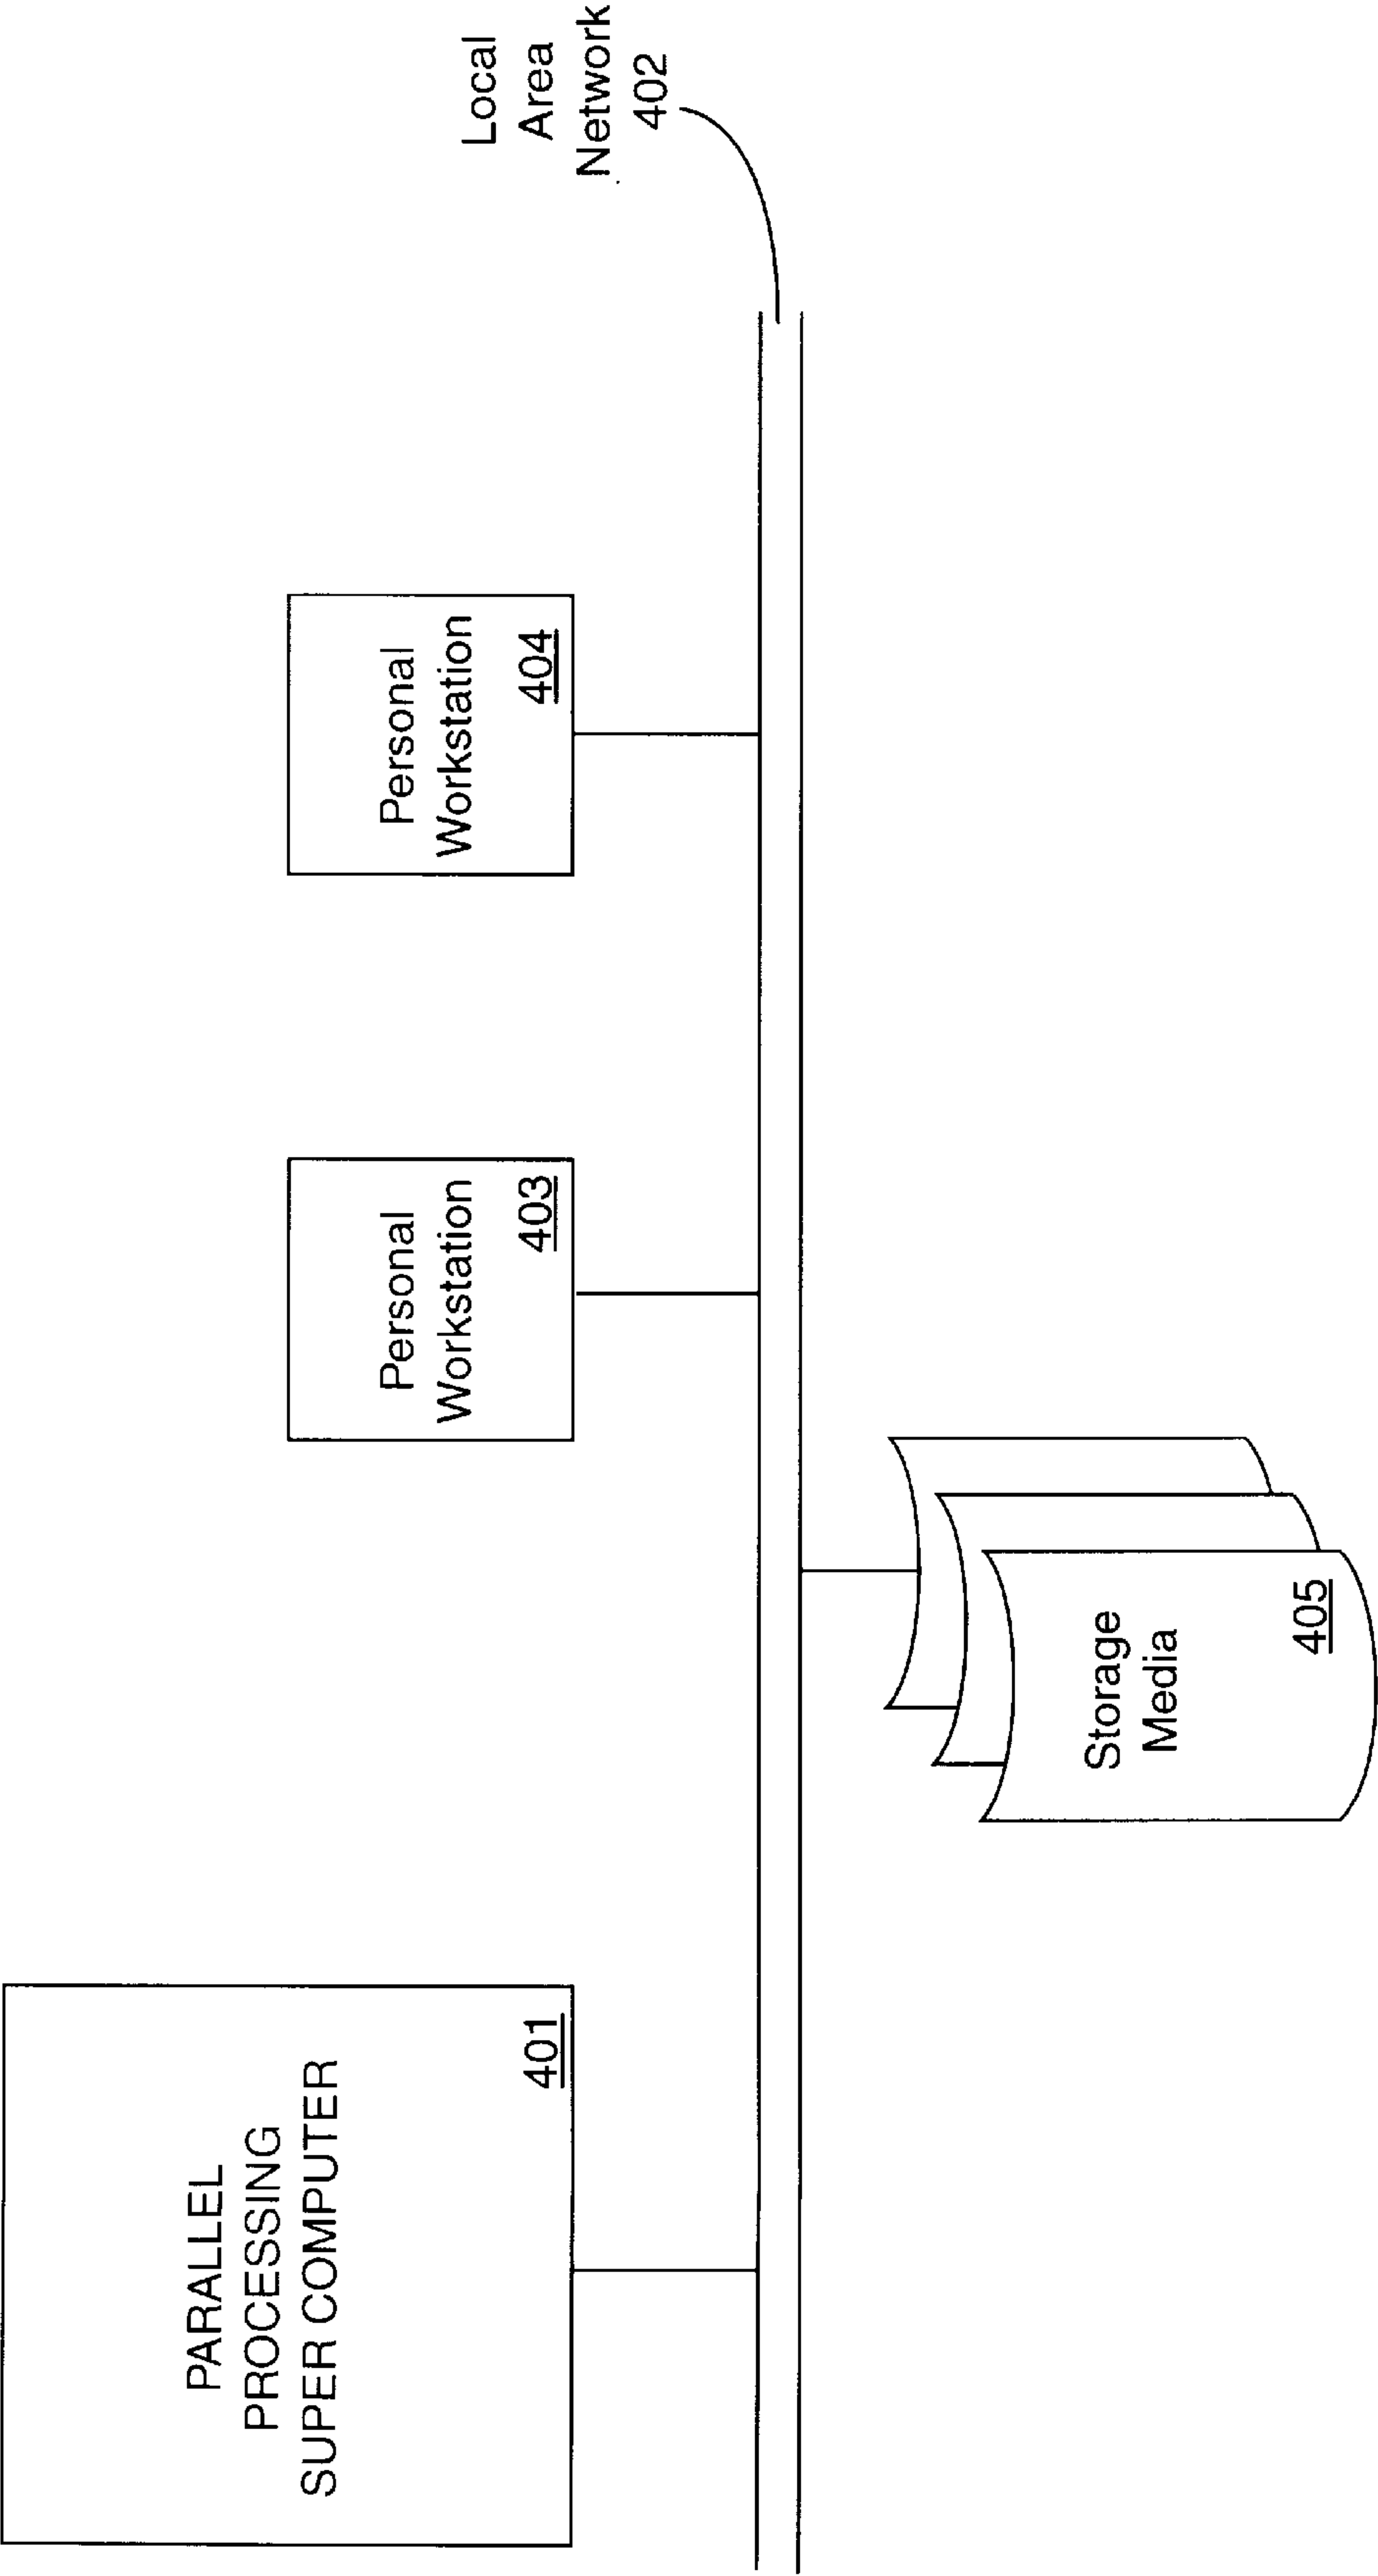 PARALLEL
PROCESSING
SUPER COMPUTER
401
Personal
Workstation
403
Personal
Workstation
404
Local
Area
Network
402
Storage
Media
405